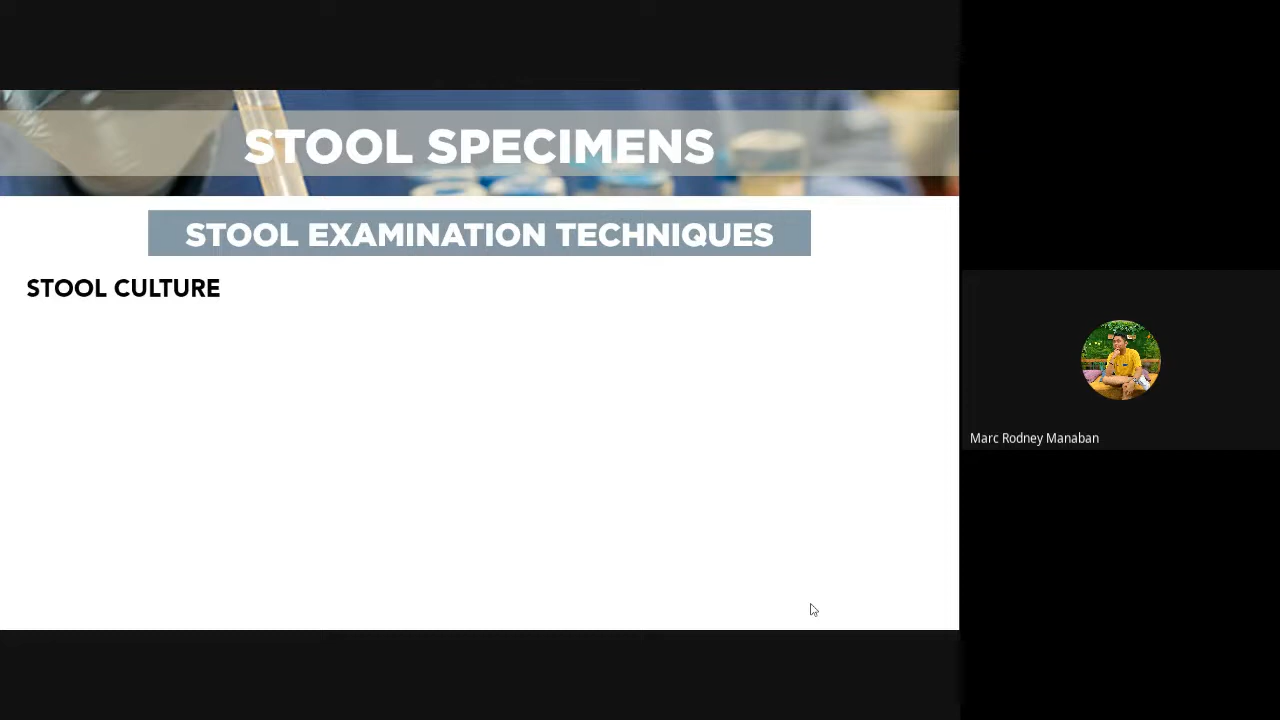 STOOL SPECIMENS
STOOL EXAMINATION TECHNIQUES
STOOL CULTURE
Marc Rodney Manaban